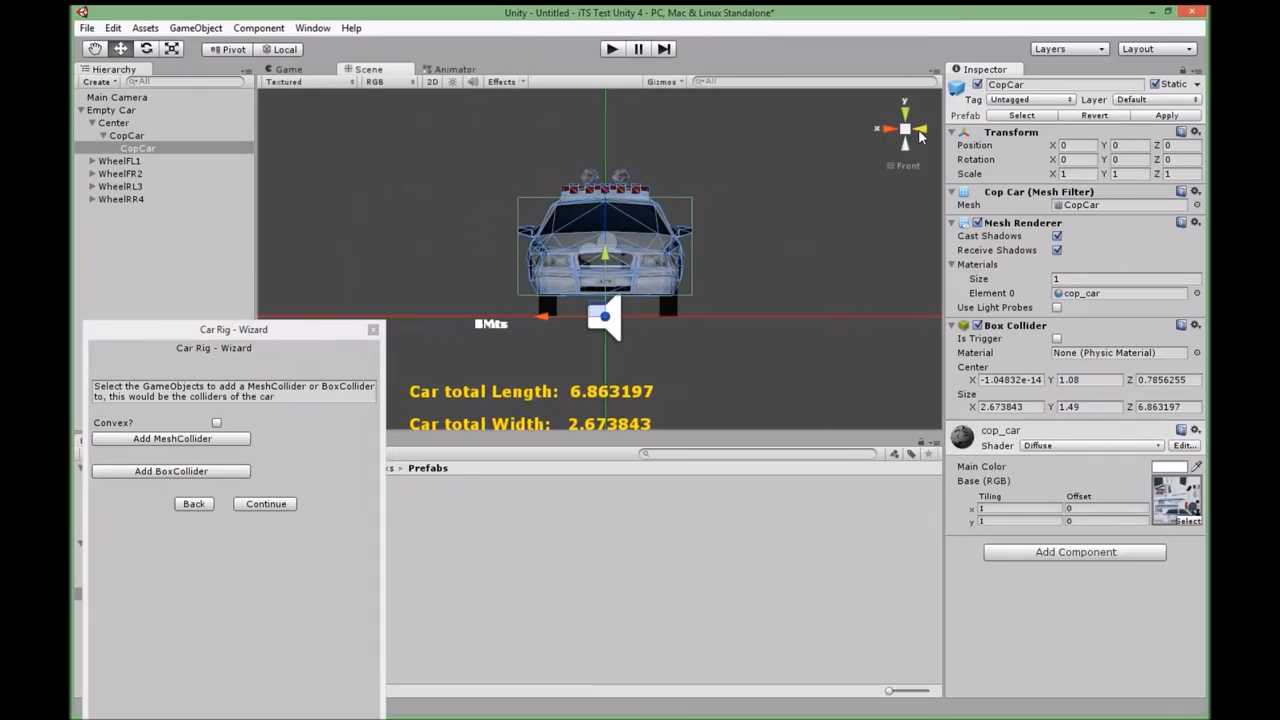 Unity - Untitled - iTS Test Unity 4 - PC, Mac & Linux Standalone*
File Edit Assets GameObject Component Window Help
Pivot Local Layers Layout
Hierarchy Game Scene Animator Inspector
Create All Textured RGB 2D Effects Gizmos All CopCar Static
Main Camera Tag Untagged Layer Default
Empty Car Prefab Select Revert Apply
Center y x Transform
CopCar Position X 0 Y 0 Z 0
CopCar Rotation X 0 Y 0 Z 0
WheelFL1 Front Scale X 1 Y 1 Z 1
WheelFR2
WheelRL3 Cop Car (Mesh Filter)
WheelRR4 Mesh CopCar
Mesh Renderer
Cast Shadows
Receive Shadows
Materials
Size 1
Element 0 cop_car
Use Light Probes
Box Collider
Is Trigger
Material None (Physic Material)
Center
X -1.04832e-14 Y 1.08 Z 0.7856255
Size
X 2.673843 Y 1.49 Z 6.863197
cop_car
Shader Diffuse Edit...
Main Color
Base (RGB)
Tiling Offset
x 1 0
y 1 0
Select
Add Component
Car total Length: 6.863197
Car total Width: 2.673843
Prefabs
Car Rig - Wizard
Car Rig - Wizard
Select the GameObjects to add a MeshCollider or BoxCollider
to, this would be the colliders of the car
Convex?
Add MeshCollider
Add BoxCollider
Back Continue